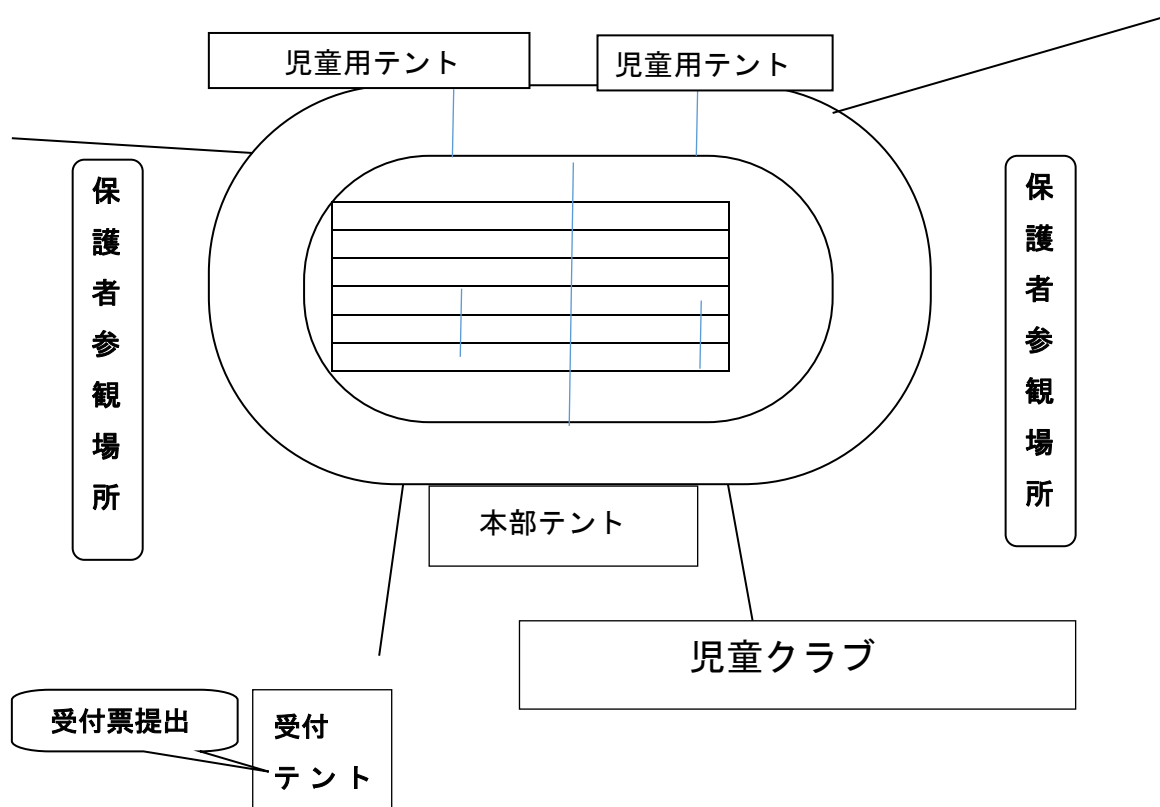 児童用テント
児童用テント
保護者参観場所
保護者参観場所
本部テント
児童クラブ
受付票提出
受付
テント